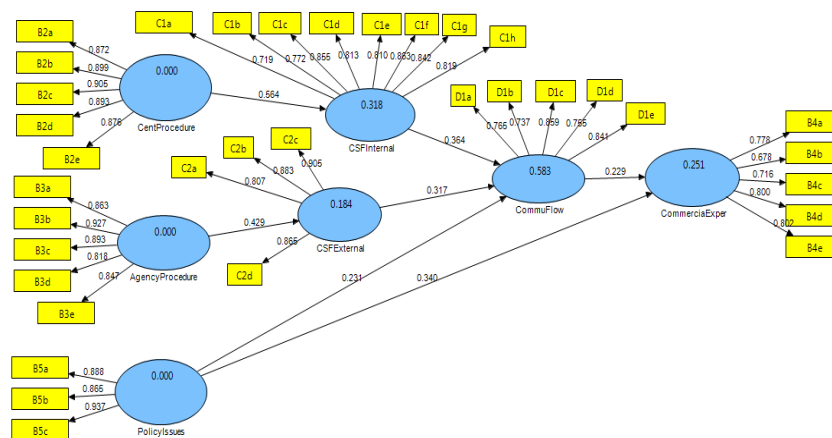 B2a
B2b
B2c
B2d
B2e
0.872
0.899
0.905
0.893
0.876
0.000
CentProcedure
0.564
C1a
C1b
C1c
C1d
C1e
C1f
C1g
C1h
0.719
0.772
0.855
0.813
0.810
0.863
0.842
0.819
0.318
CSFInternal
0.364
B3a
B3b
B3c
B3d
B3e
0.863
0.927
0.893
0.818
0.847
0.000
AgencyProcedure
0.429
C2a
C2b
C2c
C2d
0.807
0.883
0.905
0.865
0.184
CSFExternal
0.317
D1a
D1b
D1c
D1d
D1e
0.765
0.737
0.859
0.841
0.583
CommuFlow
0.229
B4a
B4b
B4c
B4d
B4e
0.778
0.678
0.716
0.800
0.802
0.251
CommerciaExper
B5a
B5b
B5c
0.888
0.865
0.937
0.000
PolicyIssues
0.231
0.340